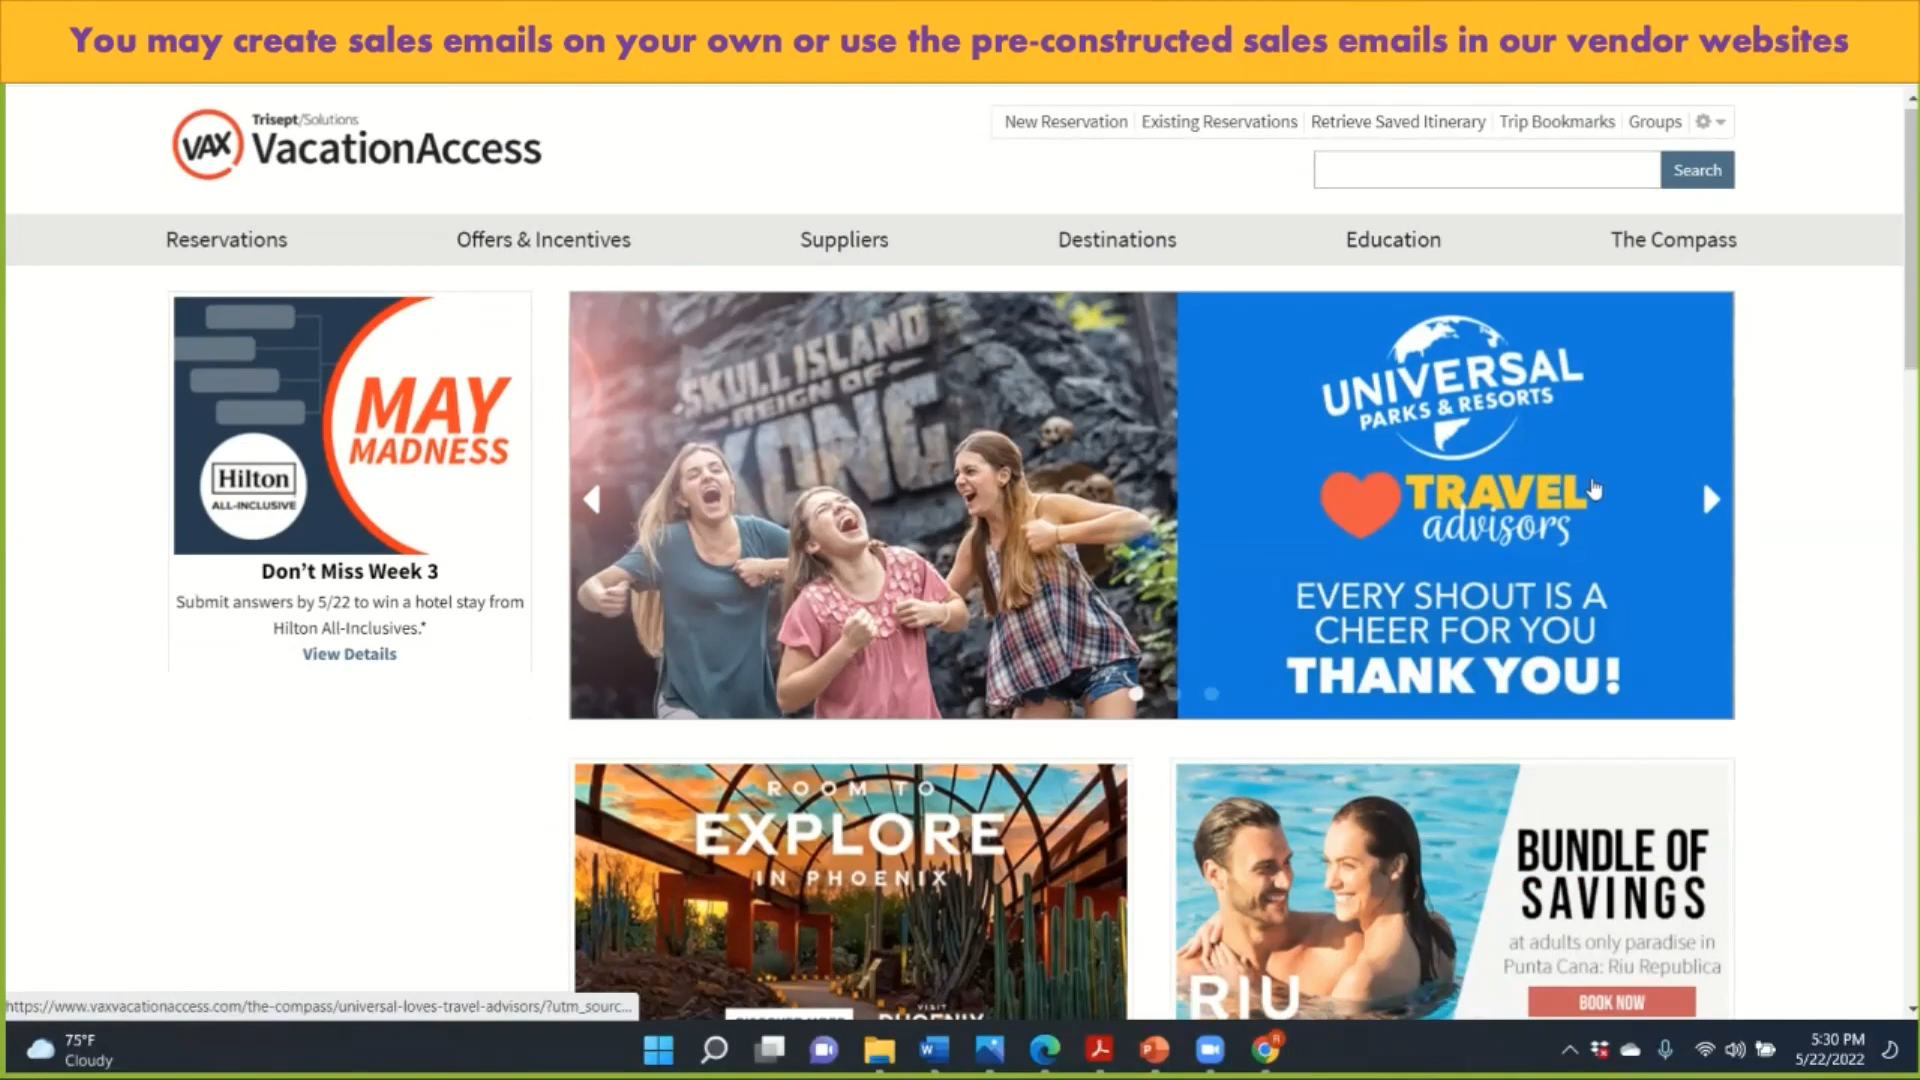 You may create sales emails on your own or use the pre-constructed sales emails in our vendor websites
Trisept/Solutions
VAX VacationAccess
New Reservation Existing Reservations Retrieve Saved Itinerary Trip Bookmarks Groups
Search
Reservations Offers & Incentives Suppliers Destinations Education The Compass
MAY
MADNESS
Hilton
ALL-INCLUSIVE
Don't Miss Week 3
Submit answers by 5/22 to win a hotel stay from
Hilton All-Inclusives.*
View Details
SKULL ISLAND
REIGN OF
KONG
UNIVERSAL
PARKS & RESORTS
TRAVEL
advisors
EVERY SHOUT IS A
CHEER FOR YOU
THANK YOU!
ROOM TO
EXPLORE
IN PHOENIX
VISIT
PHOENIX
BUNDLE OF
SAVINGS
at adults only paradise in
Punta Cana: Riu Republica
BOOK NOW
RIU
https://www.vaxvacationaccess.com/the-compass/universal-loves-travel-advisors/?utm_sourc...
75°F
Cloudy
5:30 PM
5/22/2022